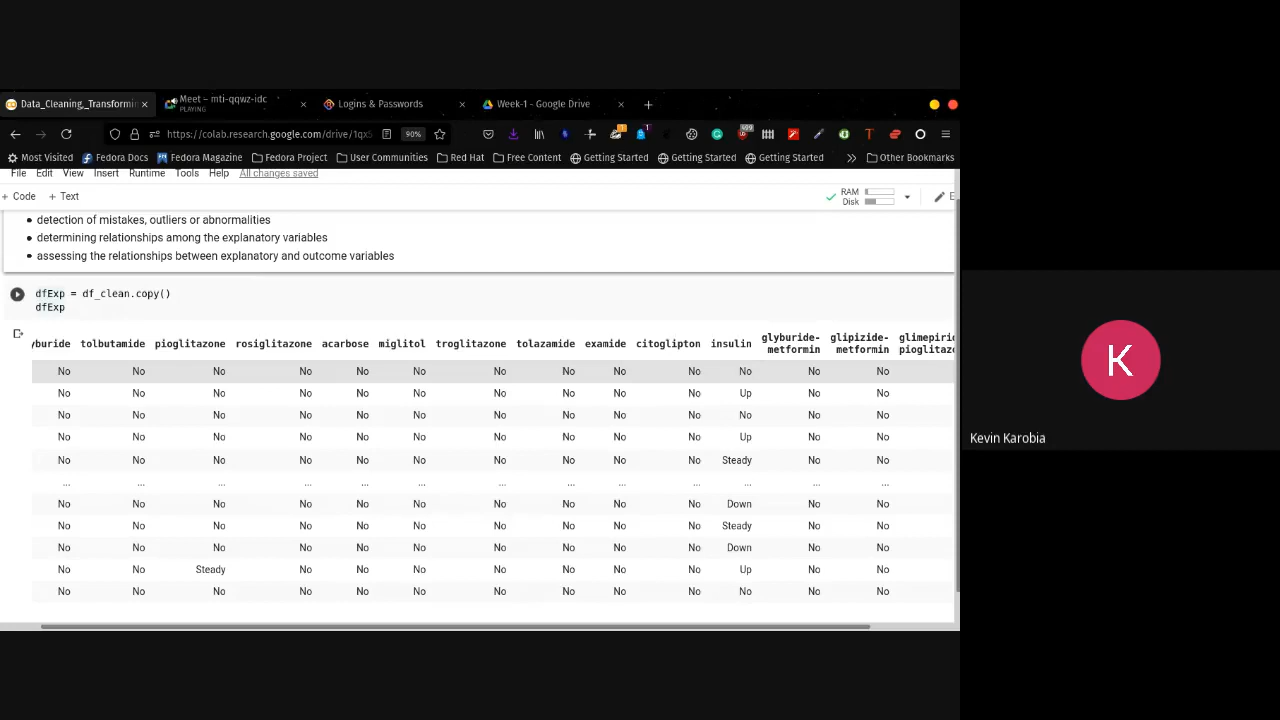 Data_Cleaning,_Transformin
Meet – mti-qqwz-idc
PLAYING
Logins & Passwords
Week-1 - Google Drive
https://colab.research.google.com/drive/1qx5
90%
Most Visited Fedora Docs Fedora Magazine Fedora Project User Communities Red Hat Free Content Getting Started Getting Started Getting Started Other Bookmarks
File Edit View Insert Runtime Tools Help All changes saved
+ Code + Text
RAM
Disk
E
• detection of mistakes, outliers or abnormalities
• determining relationships among the explanatory variables
• assessing the relationships between explanatory and outcome variables
dfExp = df_clean.copy()
dfExp
yburide tolbutamide pioglitazone rosiglitazone acarbose miglitol troglitazone tolazamide examide citoglipton insulin glyburide-metformin glipizide-metformin glimepirid pioglitazo
No No No No No No No No No No No No No
No No No No No No No No No No Up No No
No No No No No No No No No No No No No
No No No No No No No No No No Up No No
No No No No No No No No No No Steady No No
... ... ... ... ... ... ... ... ... ... ... ... ...
No No No No No No No No No No Down No No
No No No No No No No No No No Steady No No
No No No No No No No No No No Down No No
No No Steady No No No No No No No Up No No
No No No No No No No No No No No No No
K
Kevin Karobia